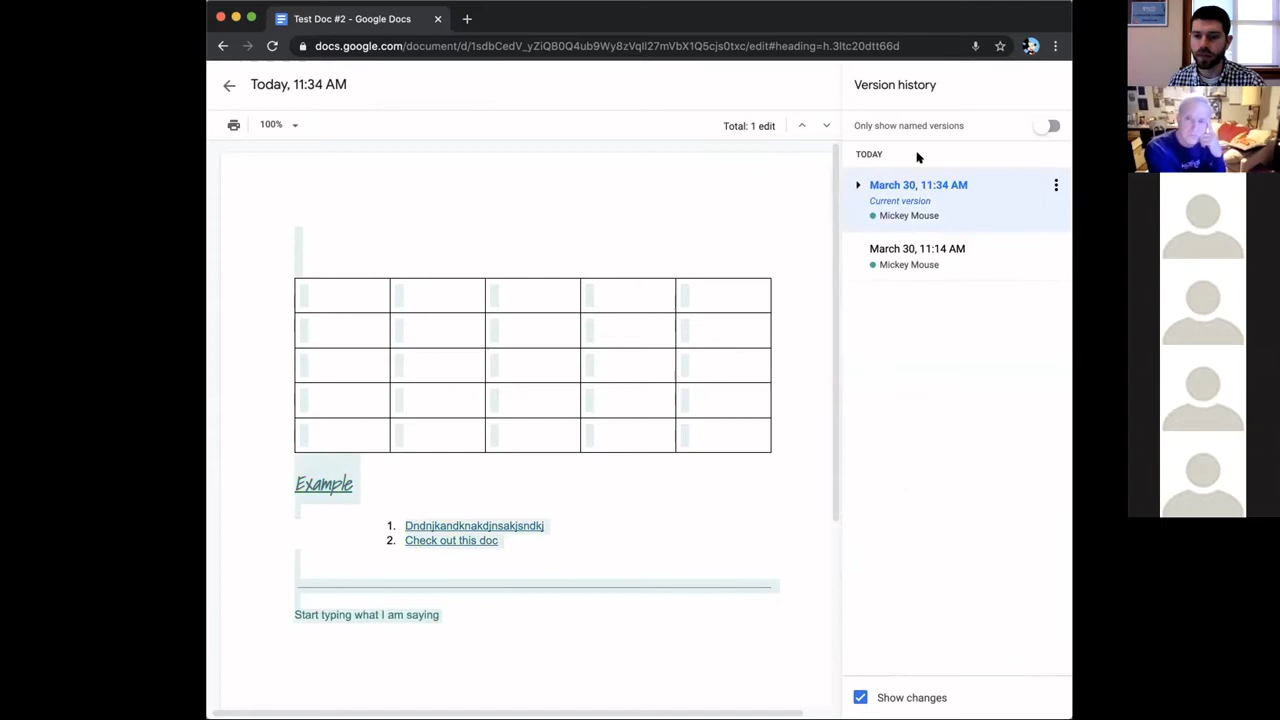 Test Doc #2 - Google Docs
docs.google.com/document/d/1sdbCedV_yZiQB0Q4ub9Wy8zVqIl27mVbX1Q5cjs0txc/edit#heading=h.3ltc20dtt66d
Today, 11:34 AM
Version history
100%
Total: 1 edit
Only show named versions
TODAY
March 30, 11:34 AM
Current version
Mickey Mouse
March 30, 11:14 AM
Mickey Mouse
Example
1. Dndnjkandknakdjnsakjsndkj
2. Check out this doc
Start typing what I am saying
Show changes